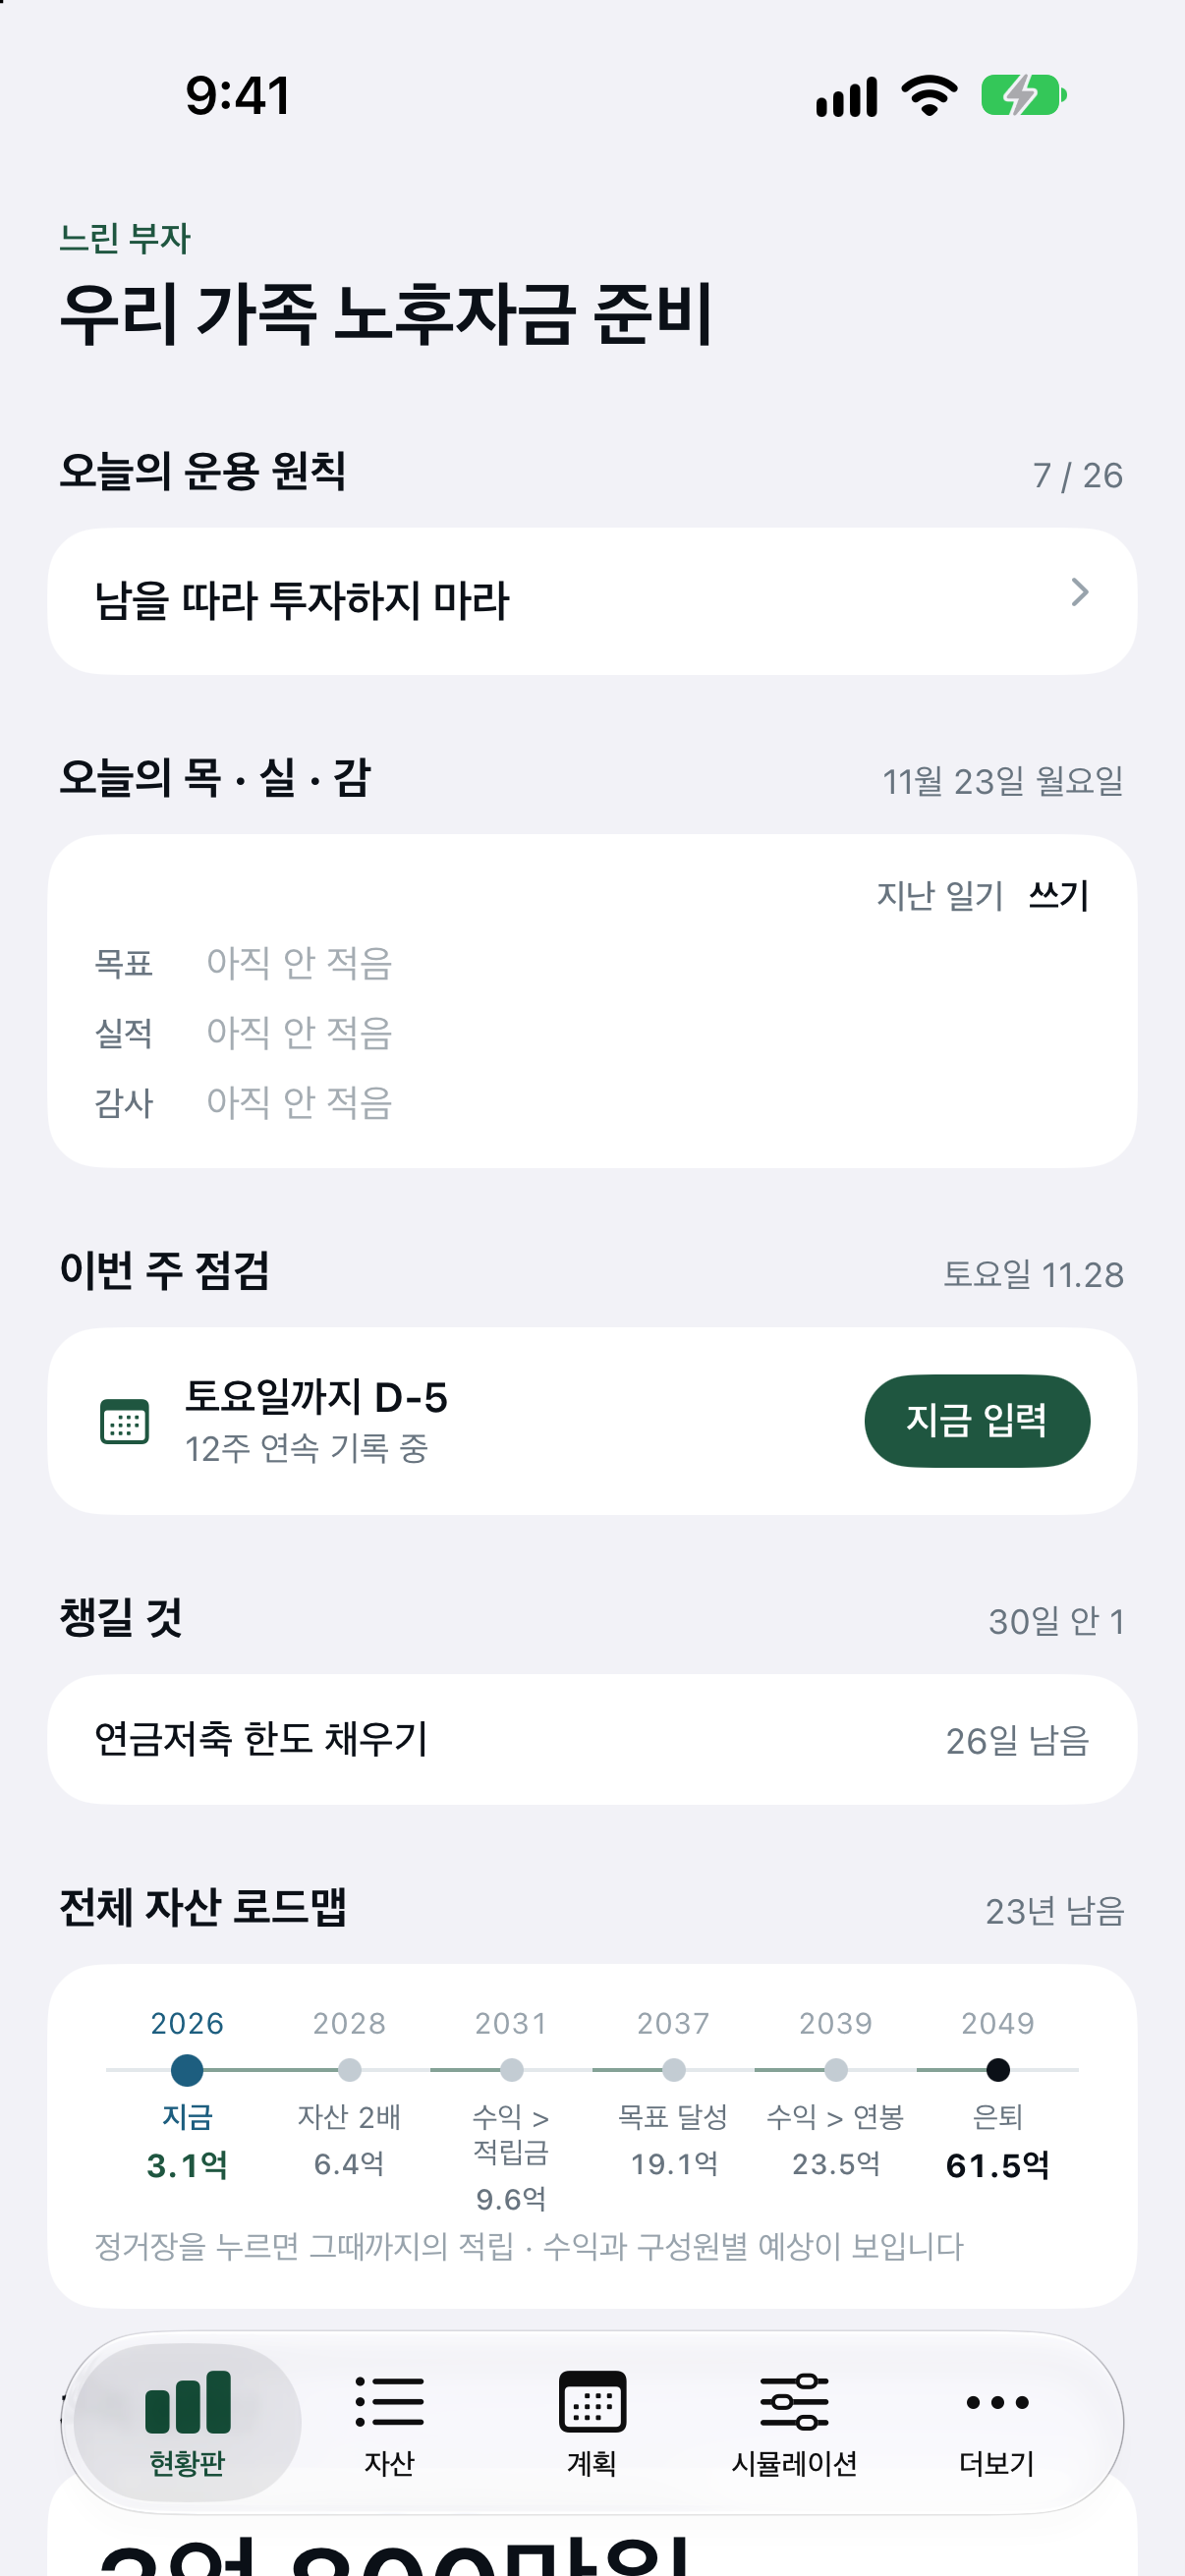 9:41
느린 부자
우리 가족 노후자금 준비
오늘의 운용 원칙
7 / 26
남을 따라 투자하지 마라
오늘의 목 · 실 · 감
11월 23일 월요일
지난 일기 쓰기
목표 아직 안 적음
실적 아직 안 적음
감사 아직 안 적음
이번 주 점검
토요일 11.28
토요일까지 D-5
12주 연속 기록 중
지금 입력
챙길 것
30일 안 1
연금저축 한도 채우기
26일 남음
전체 자산 로드맵
23년 남음
2026 2028 2031 2037 2039 2049
지금 자산 2배 수익 > 목표 달성 수익 > 연봉 은퇴
적립금
3.1억 6.4억 19.1억 23.5억 61.5억
9.6억
정거장을 누르면 그때까지의 적립 · 수익과 구성원별 예상이 보입니다
현황판 자산 계획 시뮬레이션 더보기